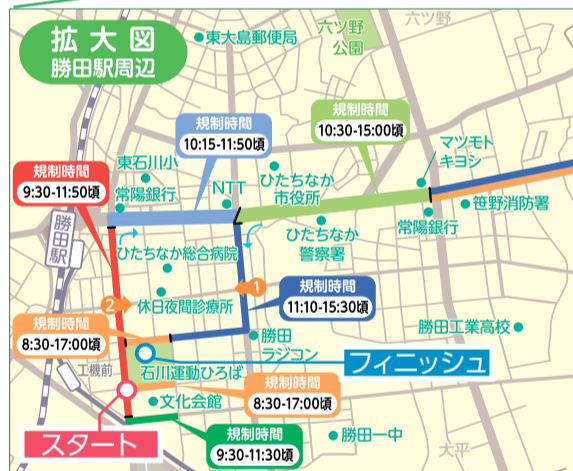 拡大図
勝田駅周辺
東大島郵便局
六ツ野
六ツ野
公園
規制時間
10:30-15:00頃
規制時間
10:15-11:50頃
マツモト
キヨシ
規制時間
9:30-11:50頃
東石川小
常陽銀行
NTT
ひたちなか
市役所
笹野消防署
常陽銀行
ひたちなか
警察署
勝田駅
ひたちなか総合病院
2
休日夜間診療所
1
規制時間
11:10-15:30頃
規制時間
8:30-17:00頃
勝田
ラジコン
勝田工業高校
工機前
フィニッシュ
石川運動ひろば
規制時間
8:30-17:00頃
文化会館
スタート
規制時間
9:30-11:30頃
勝田一中
大平